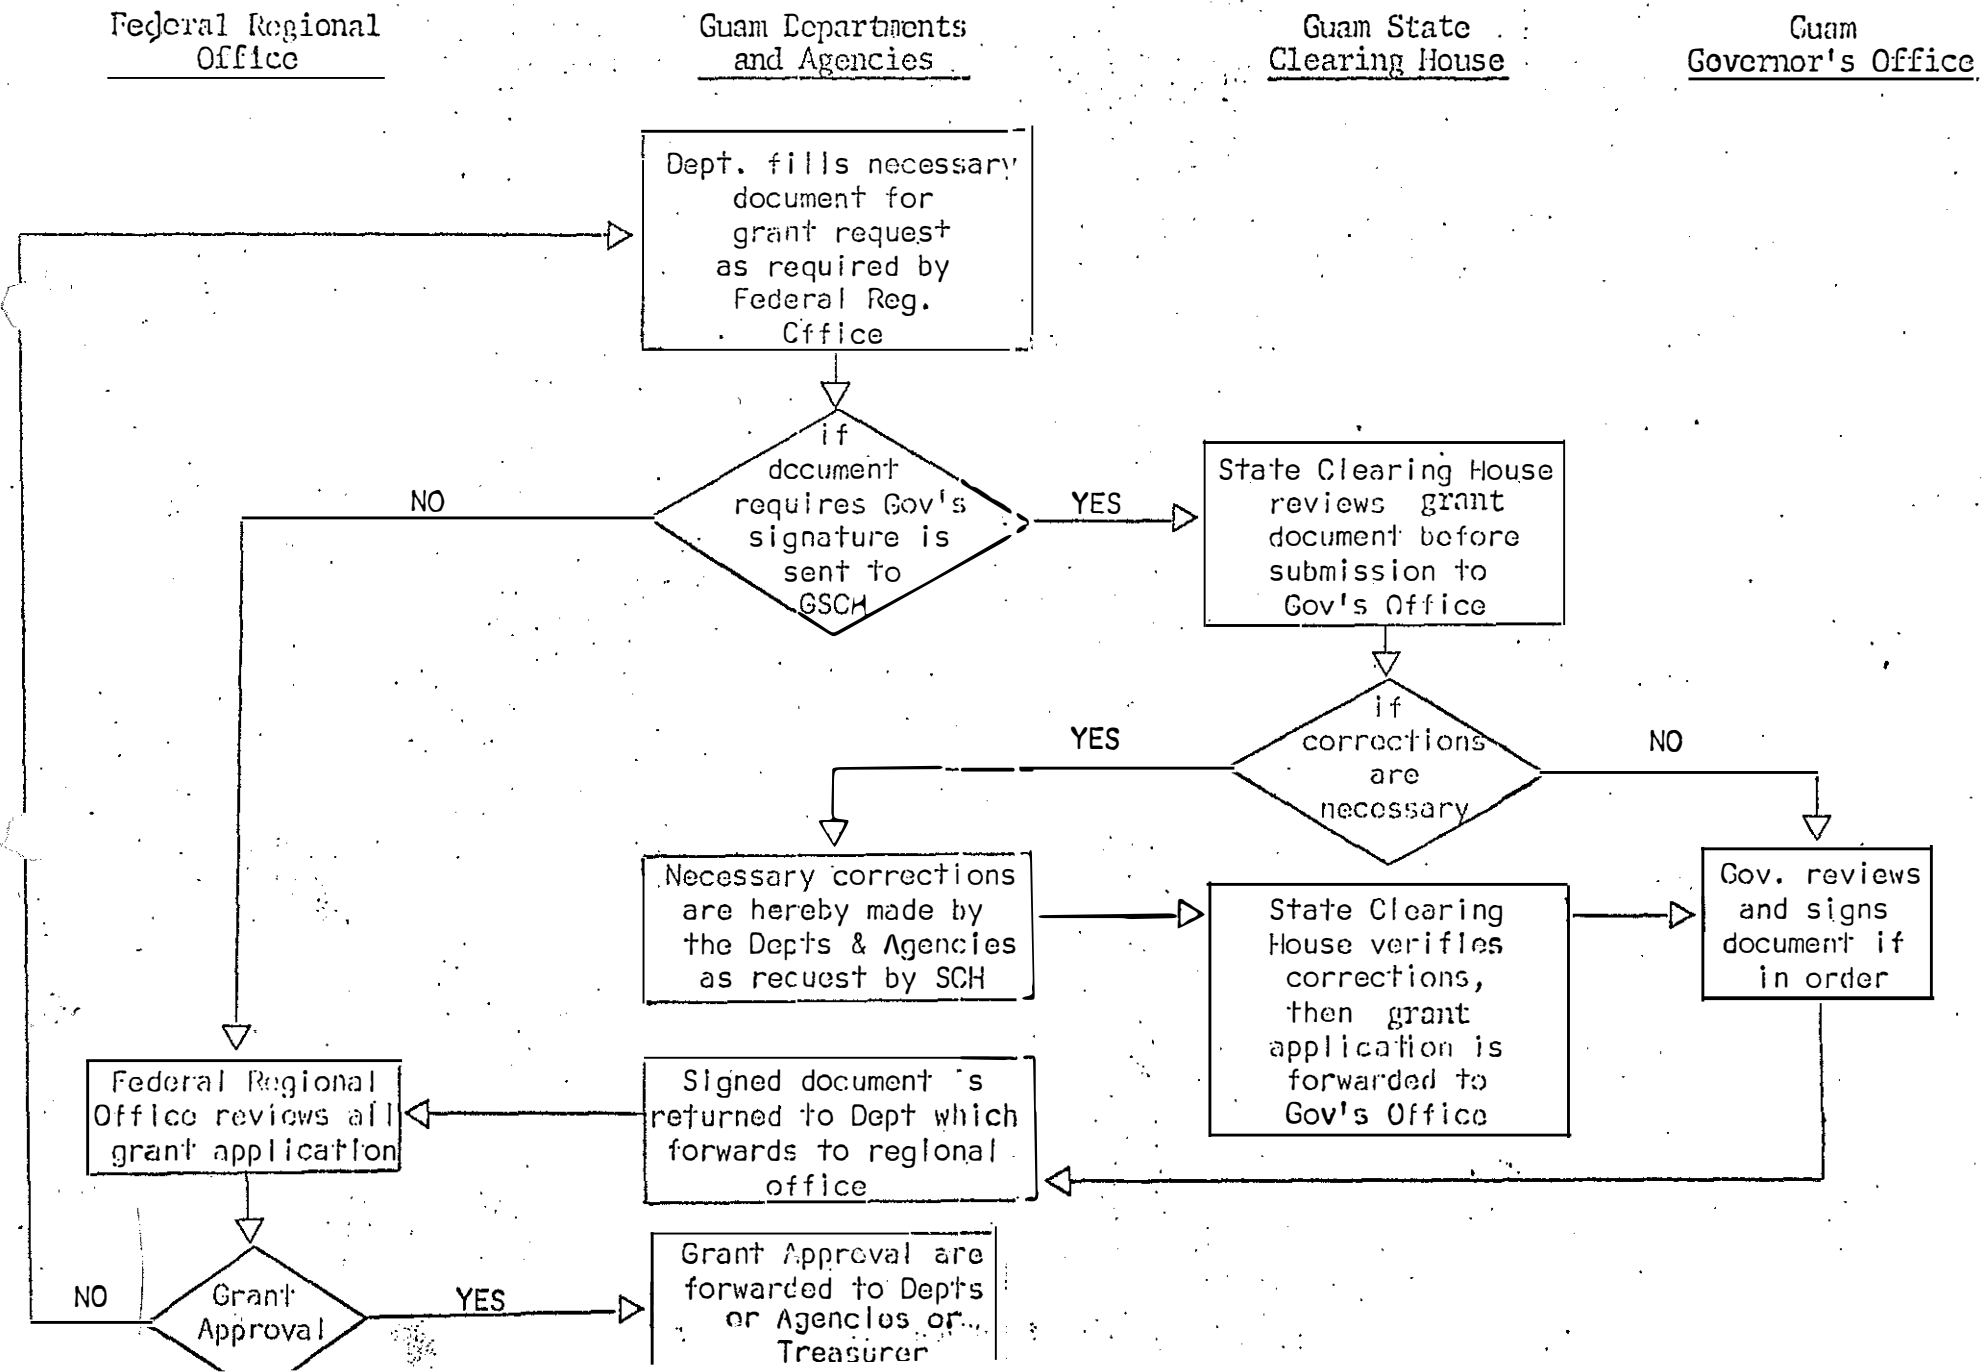 Federal Regional
Office
Guam Departments
and Agencies
Guam State
Clearing House
Guam
Governor's Office
Dept. fills necessary
document for
grant request
as required by
Federal Reg.
Office
if
document
requires Gov's
signature is
sent to
GSCH
NO
YES
State Clearing House
reviews grant
document before
submission to
Gov's Office
if
corrections
are
necessary
YES
NO
Necessary corrections
are hereby made by
the Depts & Agencies
as recuest by SCH
State Clearing
House verifies
corrections,
then grant
application is
forwarded to
Gov's Office
Gov. reviews
and signs
document if
in order
Federal Regional
Office reviews all
grant application
Signed document 's
returned to Dept which
forwards to regional
office
Grant
Approval
NO
YES
Grant Approval are
forwarded to Depts
or Agencies or
Treasurer